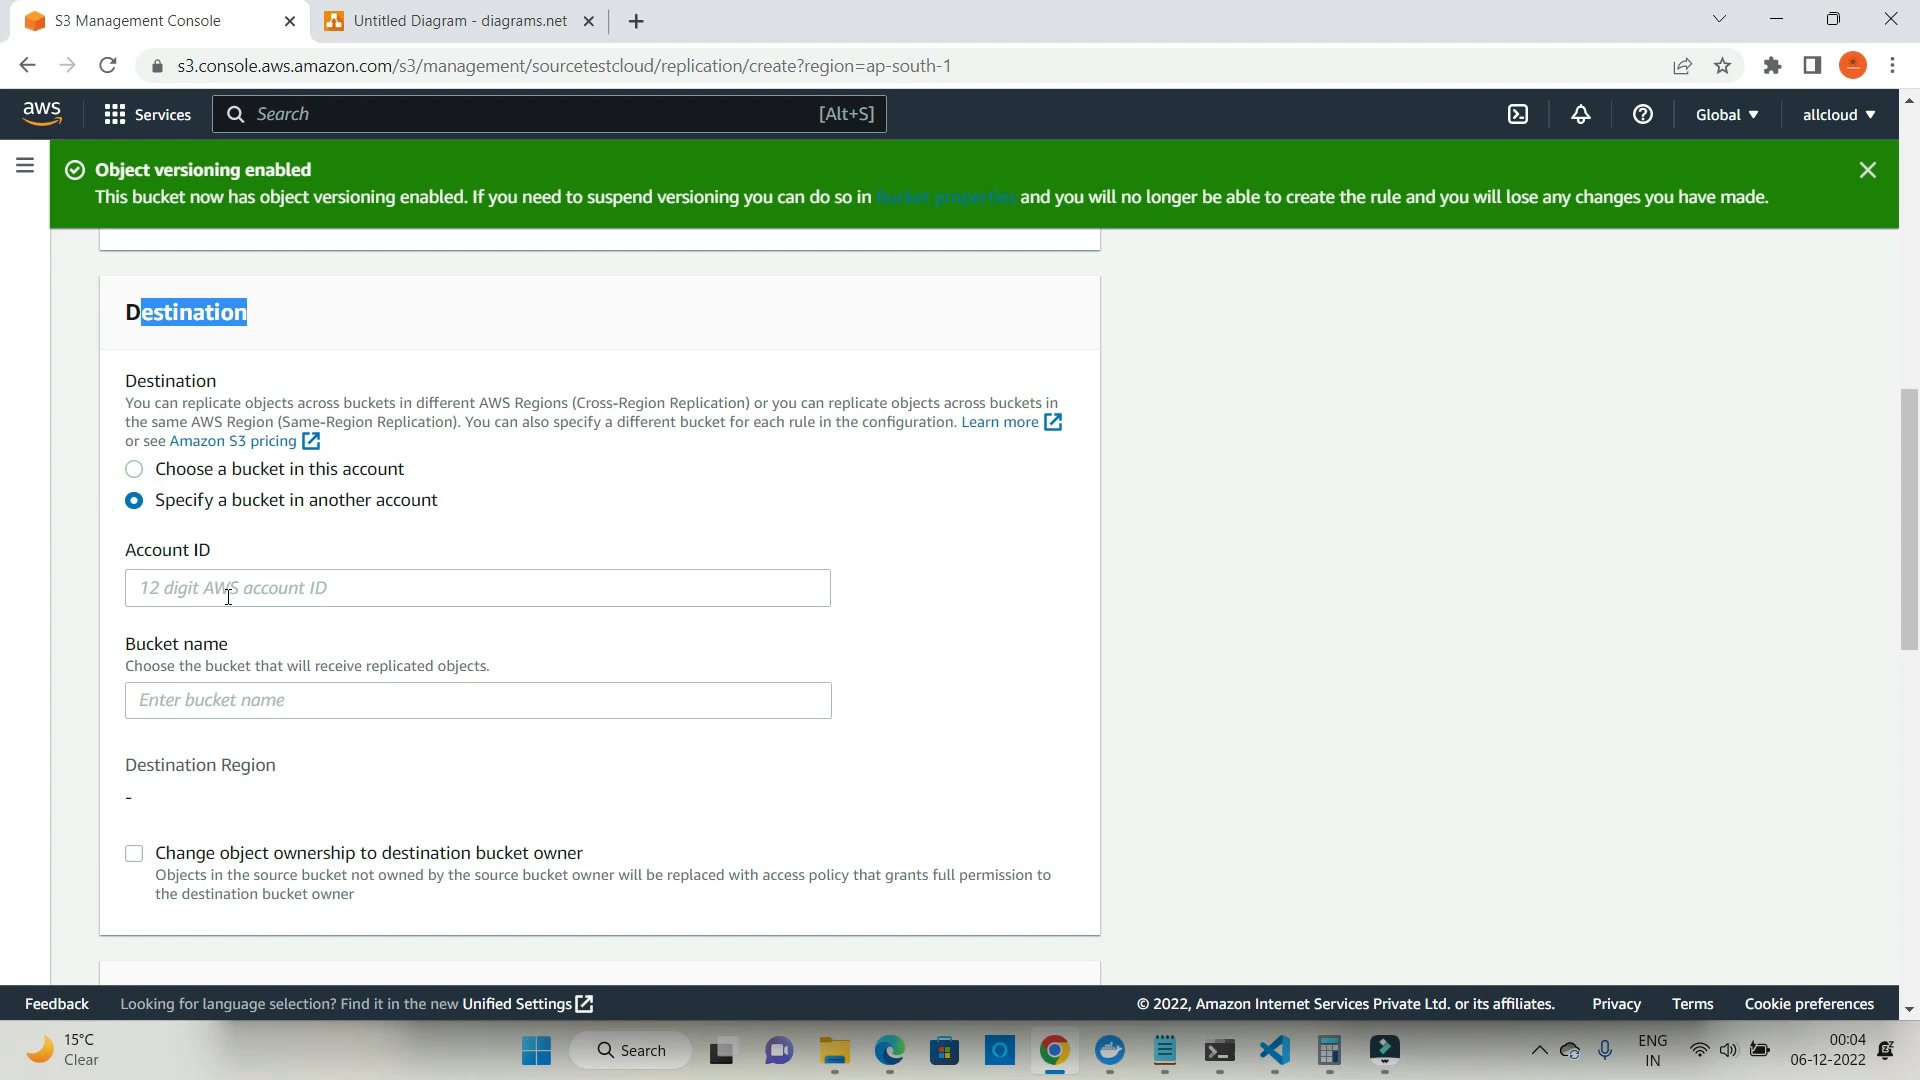 S3 Management Console
Untitled Diagram - diagrams.net
s3.console.aws.amazon.com/s3/management/sourcetestcloud/replication/create?region=ap-south-1
aws
Services
Search
[Alt+S]
Global
allcloud
Object versioning enabled
This bucket now has object versioning enabled. If you need to suspend versioning you can do so in Bucket properties and you will no longer be able to create the rule and you will lose any changes you have made.
Destination
Destination
You can replicate objects across buckets in different AWS Regions (Cross-Region Replication) or you can replicate objects across buckets in
the same AWS Region (Same-Region Replication). You can also specify a different bucket for each rule in the configuration. Learn more
or see Amazon S3 pricing
Choose a bucket in this account
Specify a bucket in another account
Account ID
12 digit AWS account ID
Bucket name
Choose the bucket that will receive replicated objects.
Enter bucket name
Destination Region
-
Change object ownership to destination bucket owner
Objects in the source bucket not owned by the source bucket owner will be replaced with access policy that grants full permission to
the destination bucket owner
Feedback
Looking for language selection? Find it in the new Unified Settings
© 2022, Amazon Internet Services Private Ltd. or its affiliates.
Privacy
Terms
Cookie preferences
15°C
Clear
Search
ENG
IN
00:04
06-12-2022